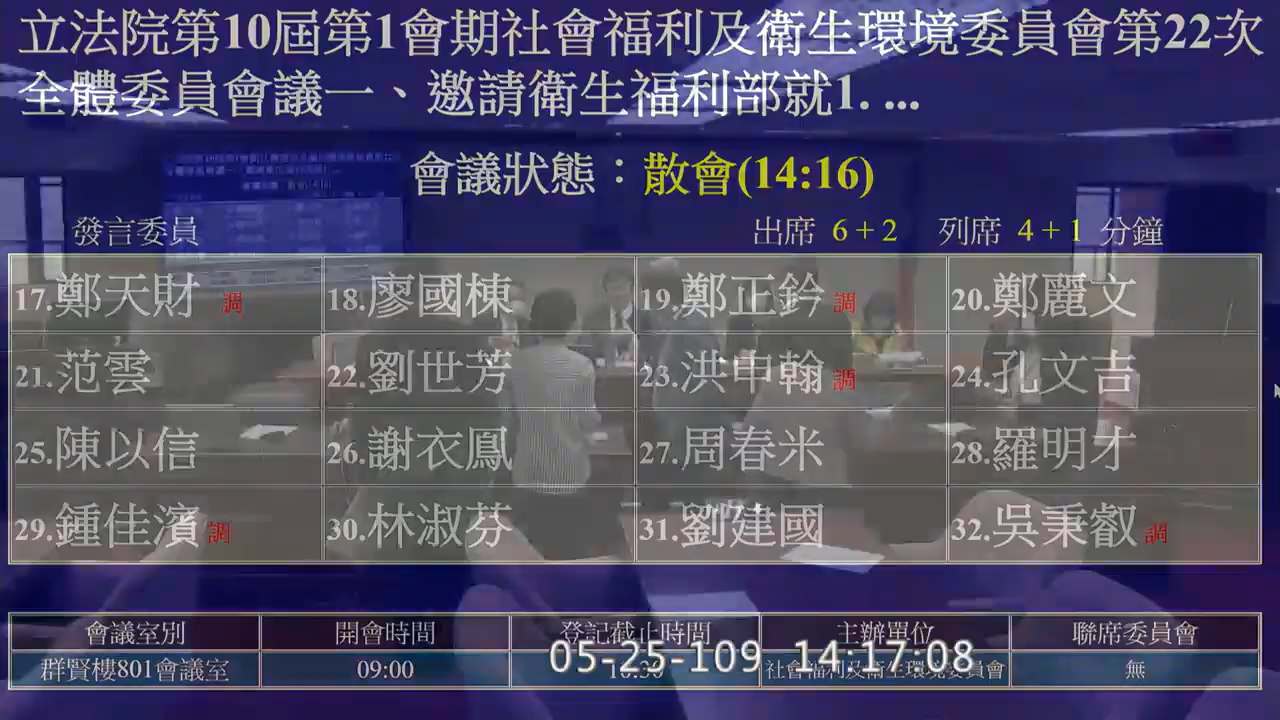 立法院第10屆第1會期社會福利及衛生環境委員會第22次
全體委員會議一、邀請衛生福利部就1. ...
會議狀態：散會(14:16)
發言委員 出席 6 + 2 列席 4 + 1 分鐘
17.鄭天財 調 18.廖國棟 19.鄭正鈐 調 20.鄭麗文
21.范雲 22.劉世芳 23.洪申翰 調 24.孔文吉
25.陳以信 26.謝衣鳳 27.周春米 28.羅明才
29.鍾佳濱 調 30.林淑芬 31.劉建國 32.吳秉叡 調
會議室別 開會時間 登記截止時間 主辦單位 聯席委員會
群賢樓801會議室 09:00 10:30 社會福利及衛生環境委員會 無
05-25-109 14:17:08